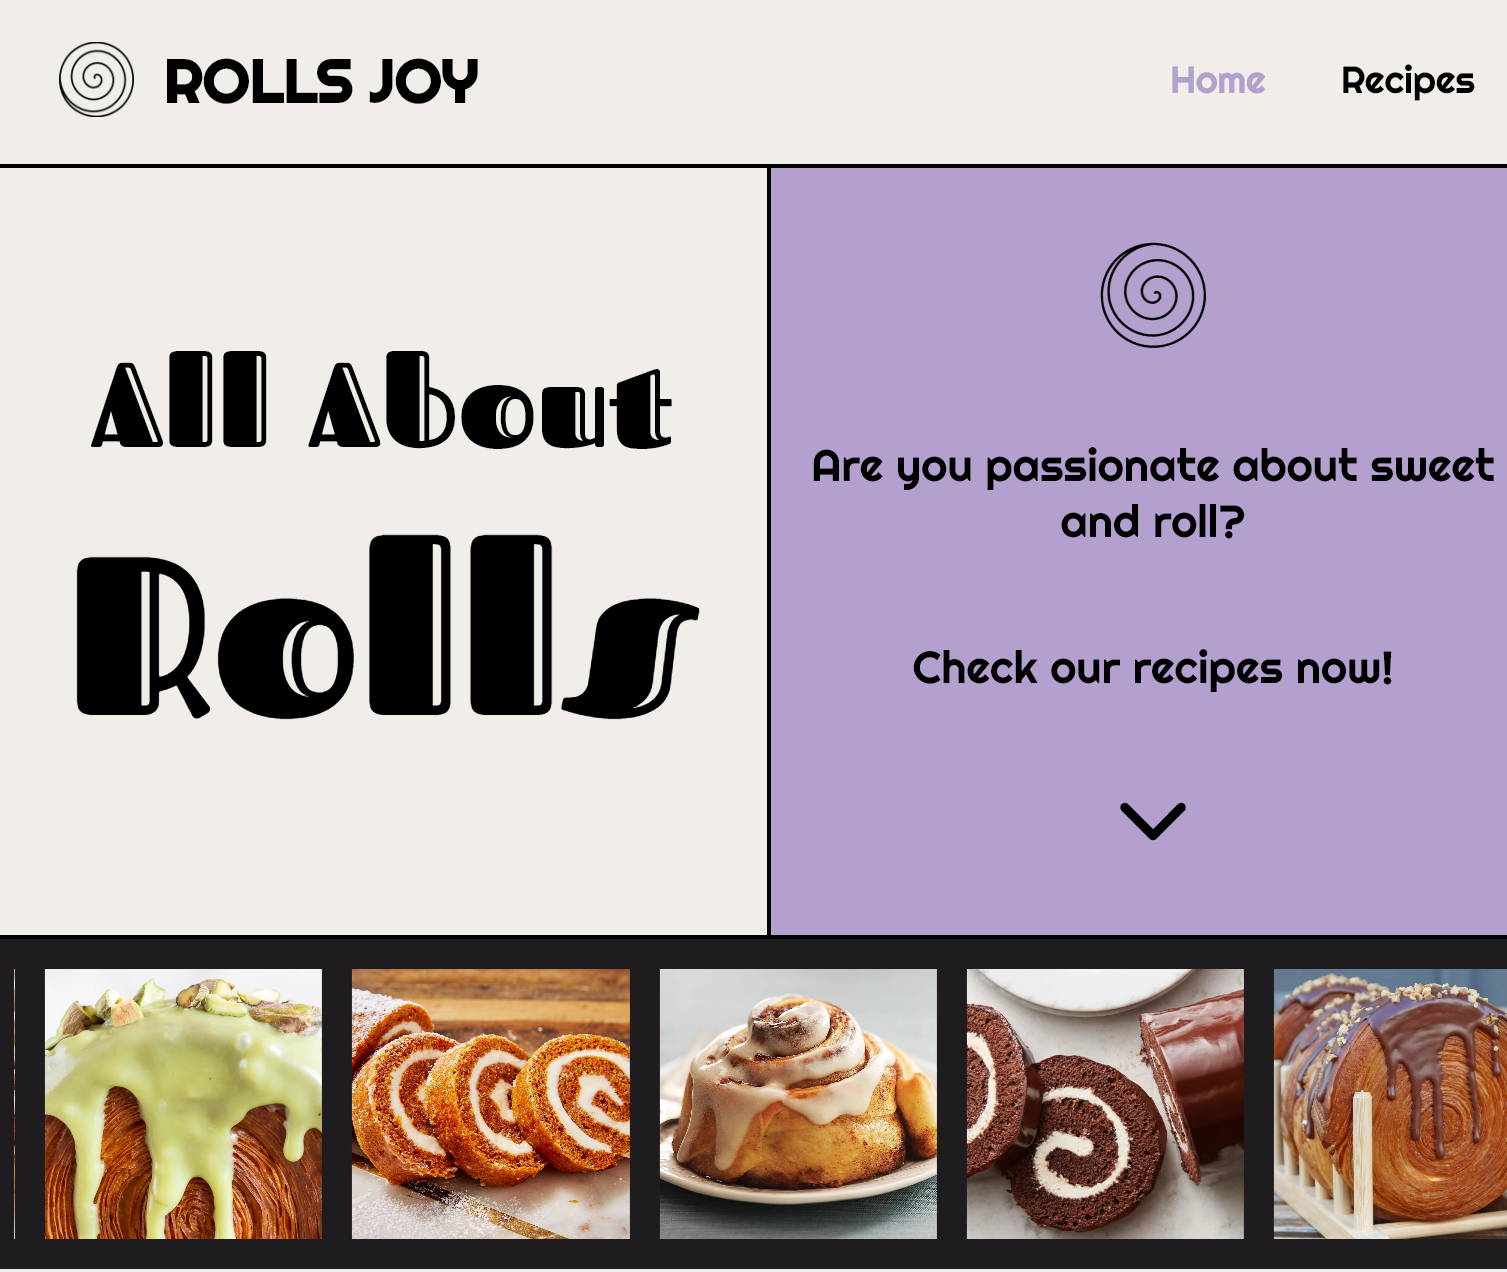 ROLLS JOY
Home
Recipes
All About
Rolls
Are you passionate about sweet
and roll?
Check our recipes now!